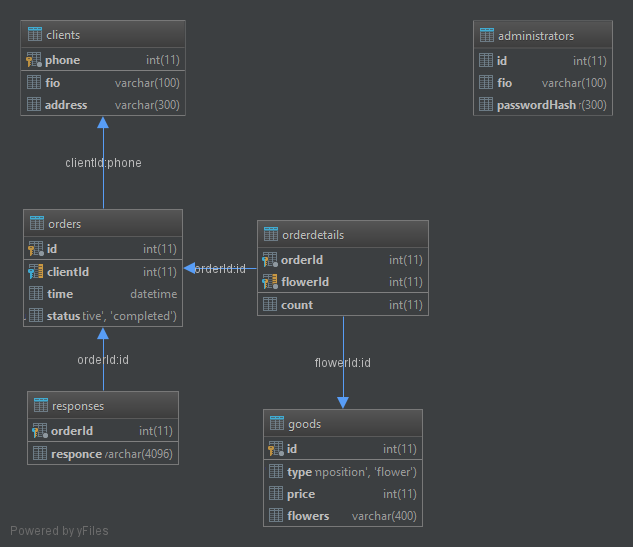 clients
phone int(11)
fio varchar(100)
address varchar(300)
administrators
id int(11)
fio varchar(100)
passwordHash (300)
clientId:phone
orders
id int(11)
clientId int(11)
time datetime
status tive', 'completed')
orderId:id
orderdetails
orderId int(11)
flowerId int(11)
count int(11)
orderId:id
flowerId:id
responses
orderId int(11)
responce varchar(4096)
goods
id int(11)
type nposition', 'flower')
price int(11)
flowers varchar(400)
Powered by yFiles